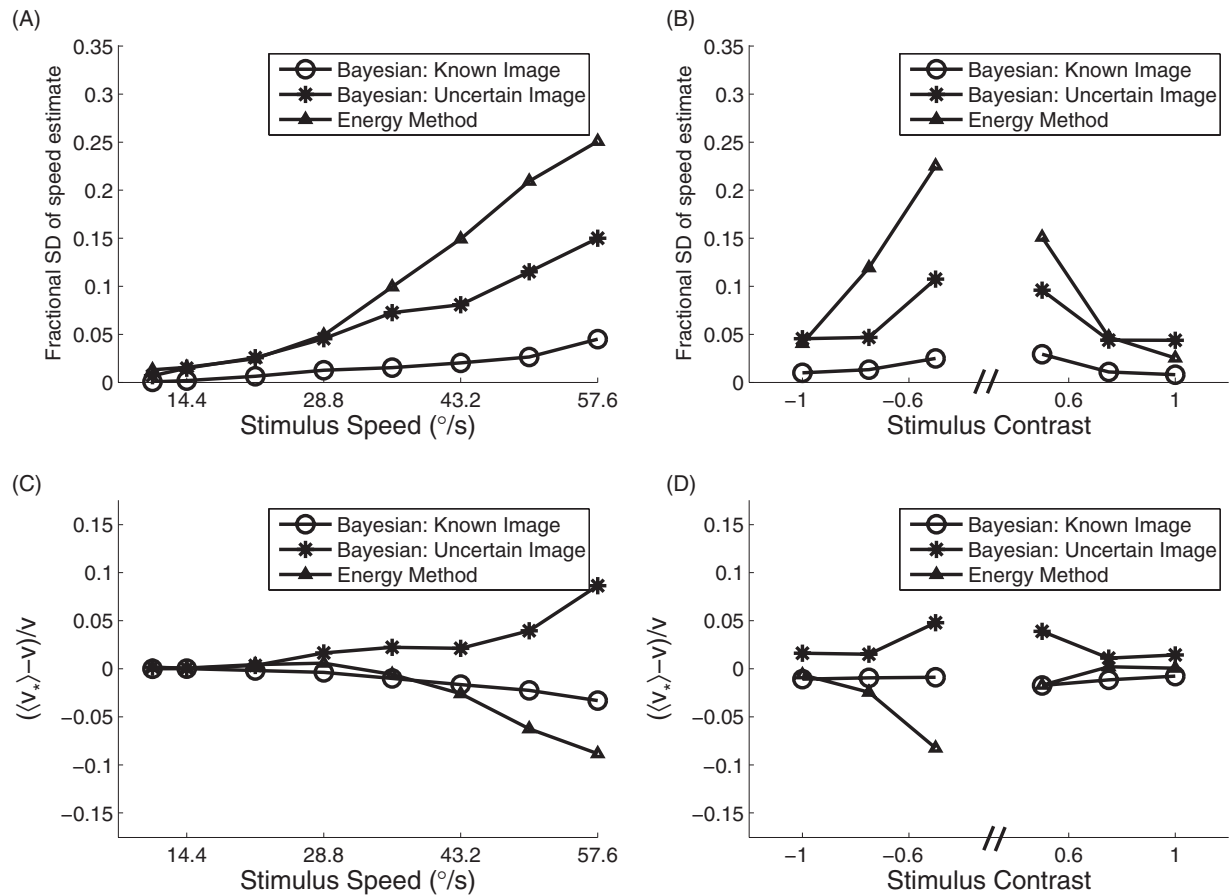 (A)
0.35
0.3
0.25
0.2
0.15
0.1
0.05
0
Fractional SD of speed estimate
Bayesian: Known Image
Bayesian: Uncertain Image
Energy Method
14.4 28.8 43.2 57.6
Stimulus Speed (°/s)
(B)
0.35
0.3
0.25
0.2
0.15
0.1
0.05
0
Fractional SD of speed estimate
Bayesian: Known Image
Bayesian: Uncertain Image
Energy Method
−1 −0.6 0.6 1
Stimulus Contrast
(C)
0.15
0.1
0.05
0
−0.05
−0.1
−0.15
(⟨v*⟩−v)/v
Bayesian: Known Image
Bayesian: Uncertain Image
Energy Method
14.4 28.8 43.2 57.6
Stimulus Speed (°/s)
(D)
0.15
0.1
0.05
0
−0.05
−0.1
−0.15
(⟨v*⟩−v)/v
Bayesian: Known Image
Bayesian: Uncertain Image
Energy Method
−1 −0.6 0.6 1
Stimulus Contrast